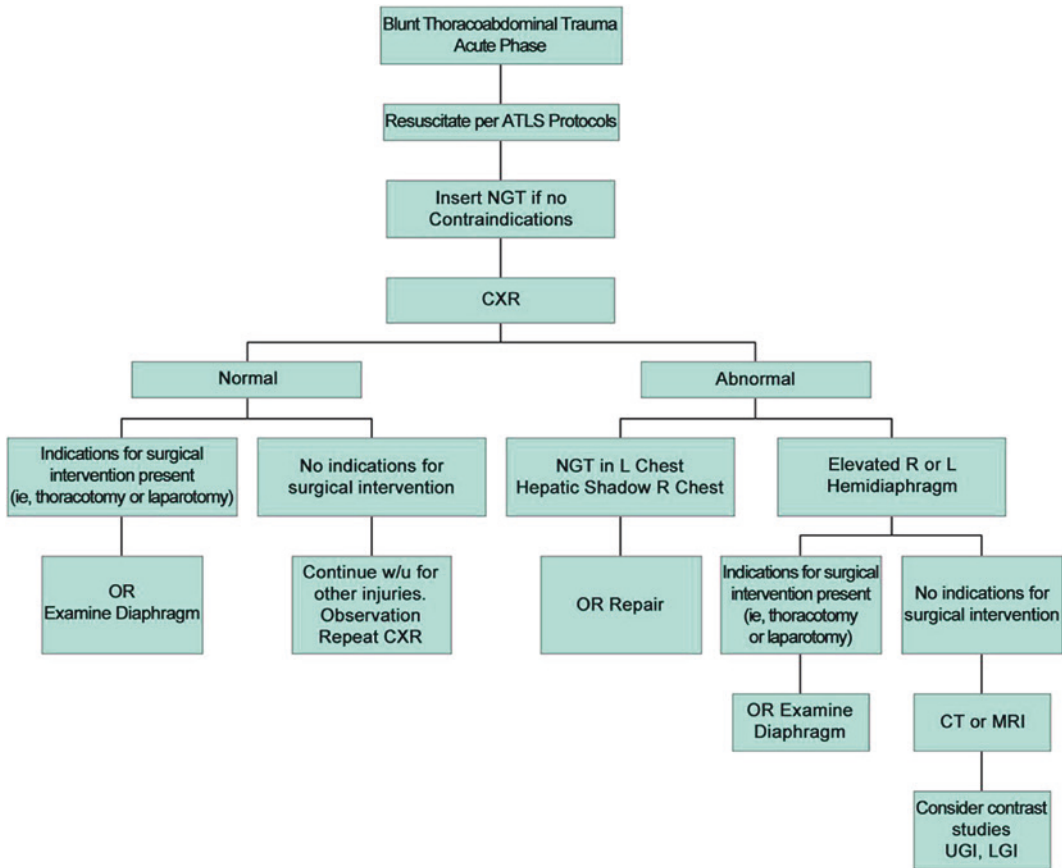 Blunt Thoracoabdominal Trauma
Acute Phase
Resuscitate per ATLS Protocols
Insert NGT if no
Contraindications
CXR
Normal
Abnormal
Indications for surgical
intervention present
(ie, thoracotomy or laparotomy)
No indications for
surgical intervention
NGT in L Chest
Hepatic Shadow R Chest
Elevated R or L
Hemidiaphragm
OR
Examine Diaphragm
Continue w/u for
other injuries.
Observation
Repeat CXR
OR Repair
Indications for surgical
intervention present
(ie, thoracotomy
or laparotomy)
No indications for
surgical intervention
OR Examine
Diaphragm
CT or MRI
Consider contrast
studies
UGI, LGI